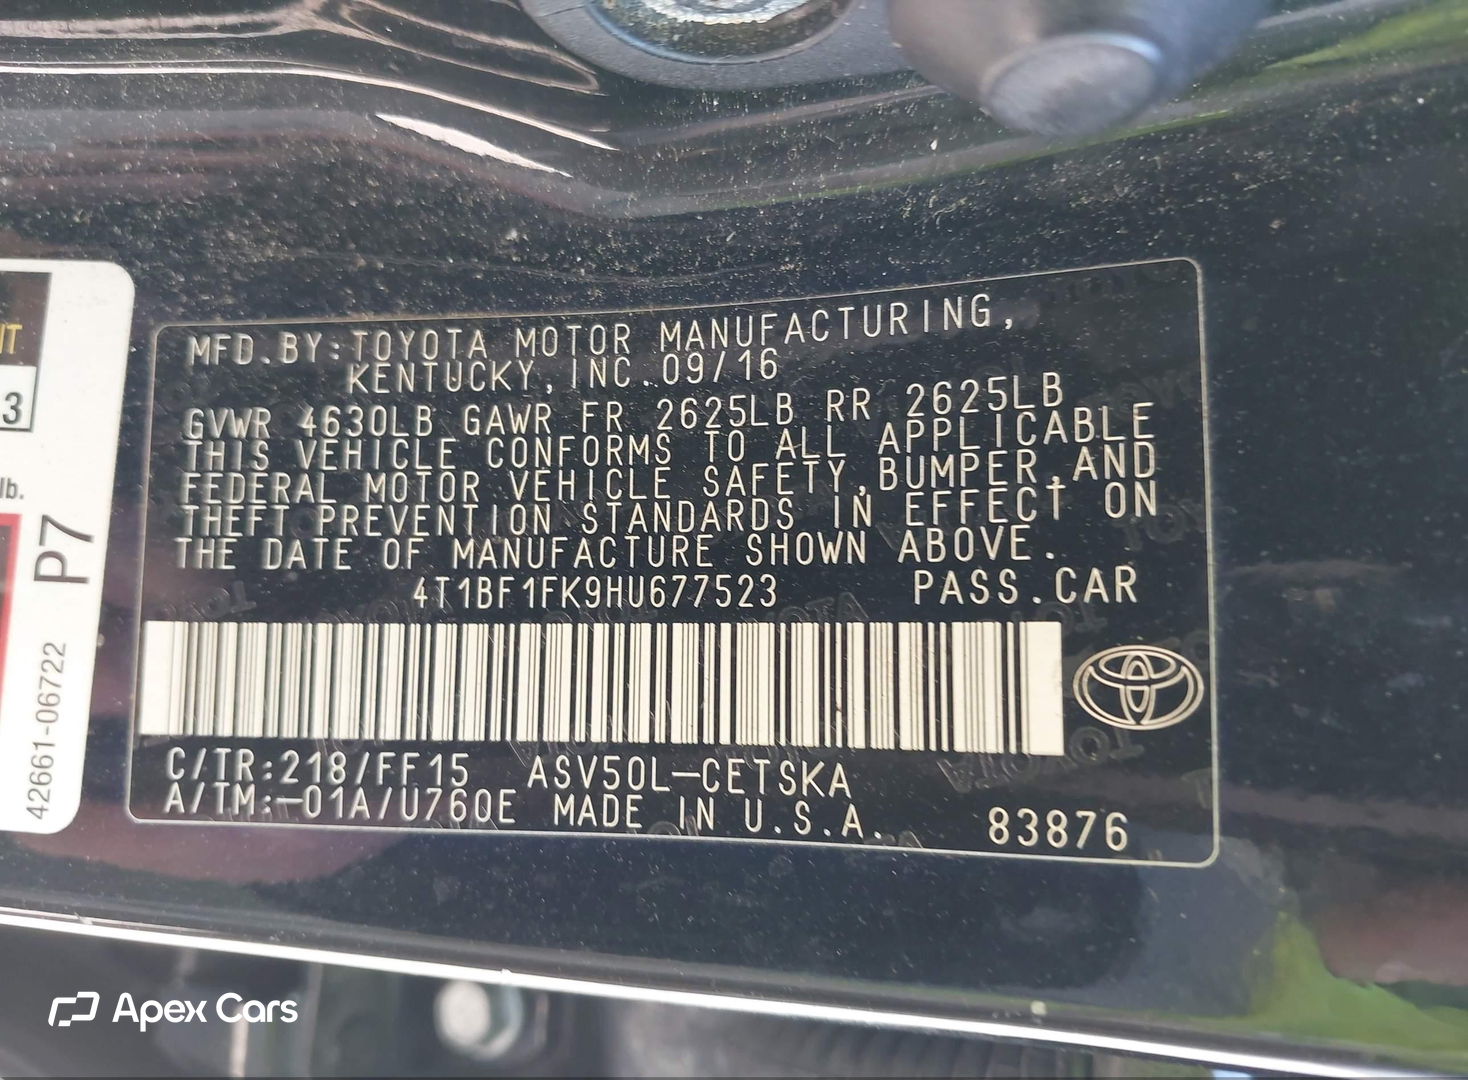 MFD.BY:TOYOTA MOTOR MANUFACTURING,
KENTUCKY,INC.09/16
GVWR 4630LB GAWR FR 2625LB RR 2625LB
THIS VEHICLE CONFORMS TO ALL APPLICABLE
FEDERAL MOTOR VEHICLE SAFETY,BUMPER,AND
THEFT PREVENTION STANDARDS IN EFFECT ON
THE DATE OF MANUFACTURE SHOWN ABOVE.
4T1BF1FK9HU677523 PASS.CAR
C/TR:218/FF15 ASV50L-CETSKA
A/TM:-01A/U760E MADE IN U.S.A.
83876
3
lb.
P7
42661-06722
Apex Cars